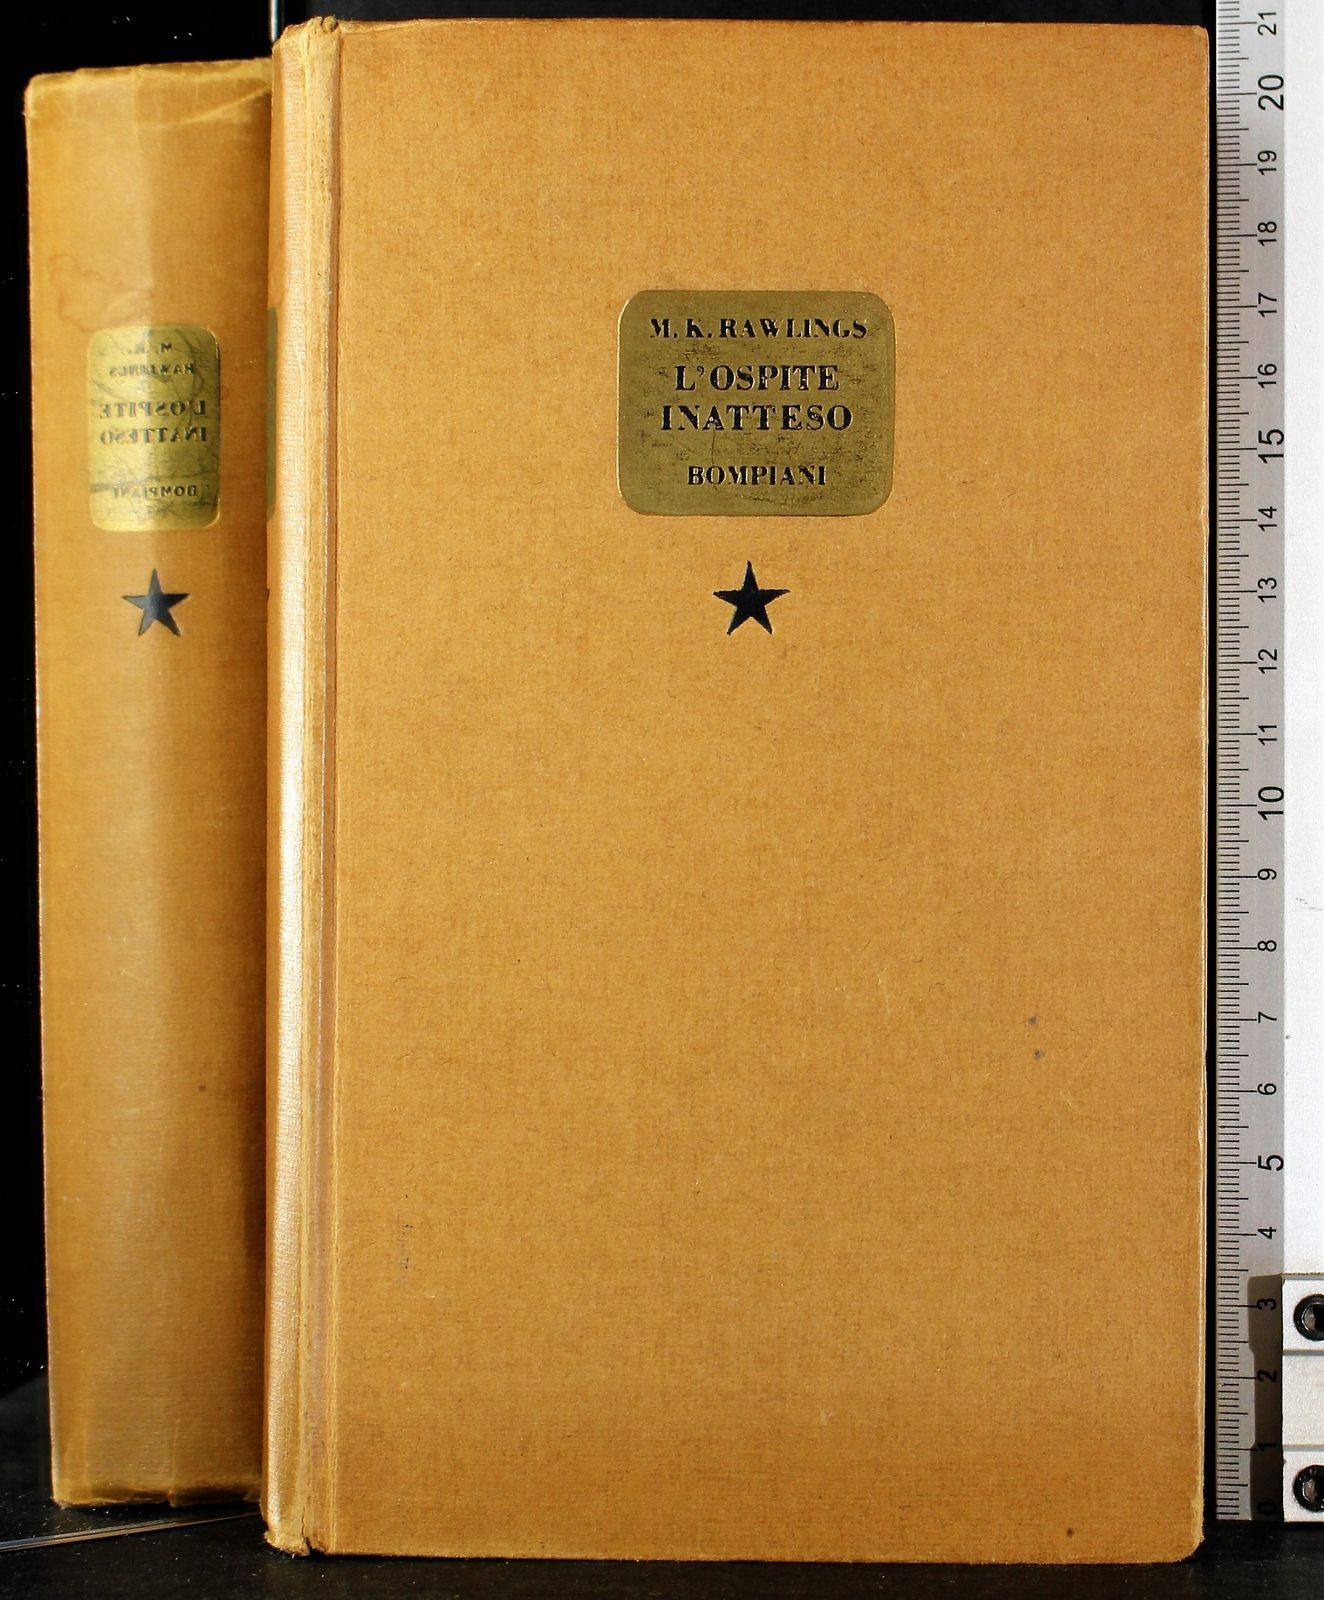 M. K. RAWLINGS
L'OSPITE
INATTESO
BOMPIANI
M. K.
RAWLINGS
L'OSPITE
INATTESO
BOMPIANI
21
20
19
18
17
16
15
14
13
12
11
10
9
8
7
6
5
4
3
2
1
0